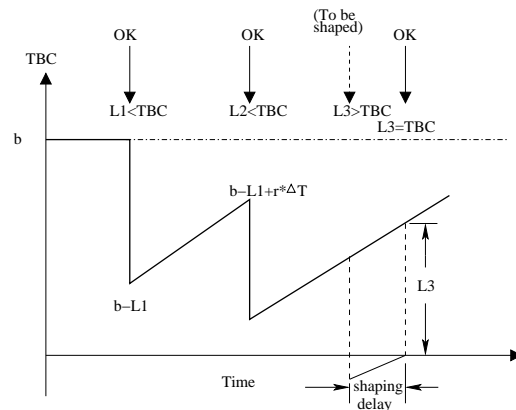 (To be
shaped)
OK
OK
OK
TBC
L1<TBC
L2<TBC
L3>TBC
L3=TBC
b
b−L1+r*ΔT
b−L1
L3
Time
shaping
delay